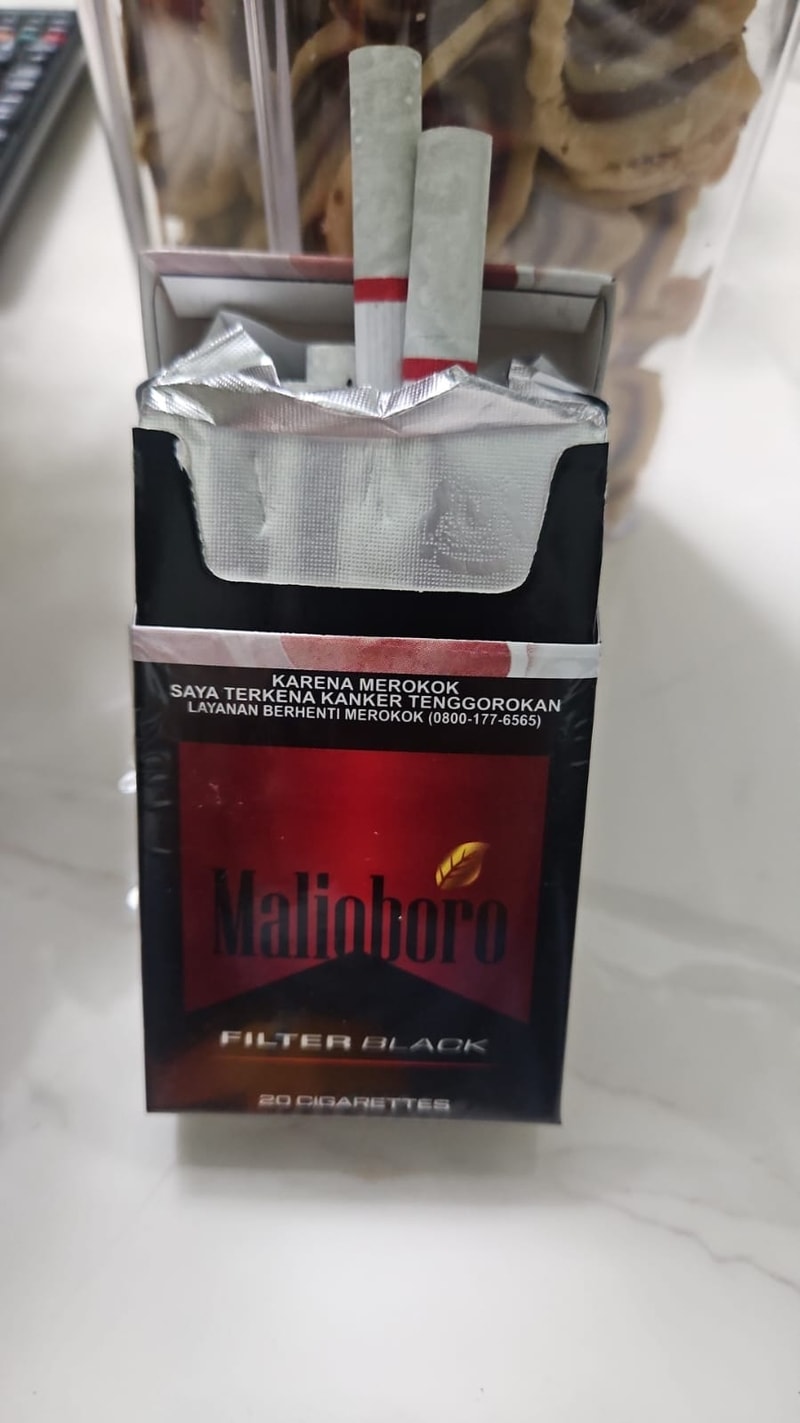 KARENA MEROKOK
SAYA TERKENA KANKER TENGGOROKAN
LAYANAN BERHENTI MEROKOK (0800-177-6565)
Malioboro
FILTER BLACK
20 CIGARETTES